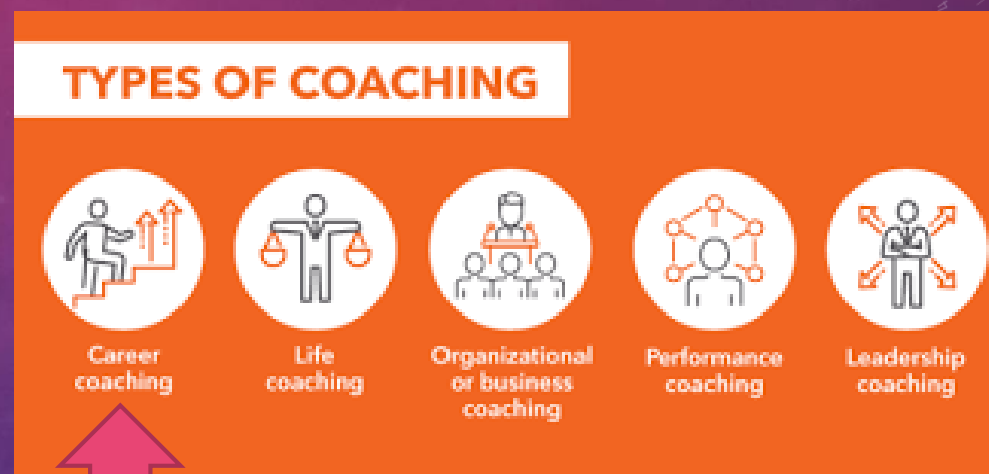 TYPES OF COACHING
Career
coaching
Life
coaching
Organizational
or business
coaching
Performance
coaching
Leadership
coaching